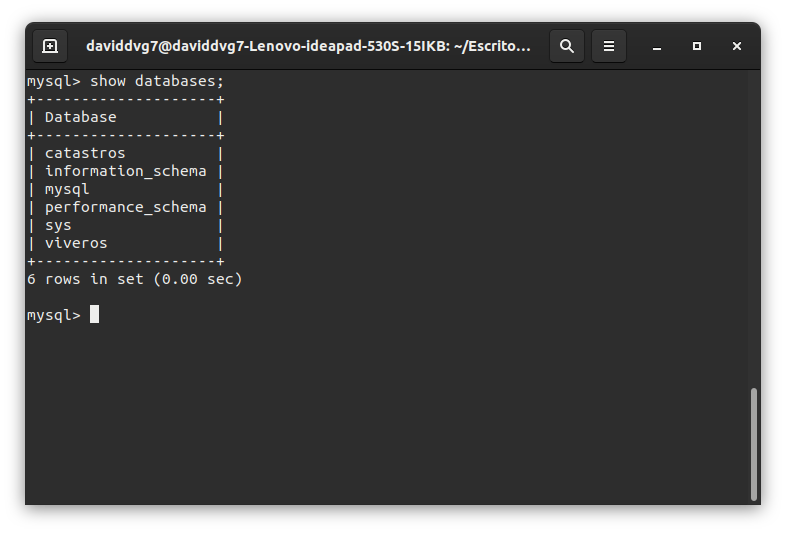 daviddvg7@daviddvg7-Lenovo-ideapad-530S-15IKB: ~/Escrito...
mysql> show databases;
+--------------------+
| Database           |
+--------------------+
| catastros          |
| information_schema |
| mysql              |
| performance_schema |
| sys                |
| viveros            |
+--------------------+
6 rows in set (0.00 sec)
mysql>